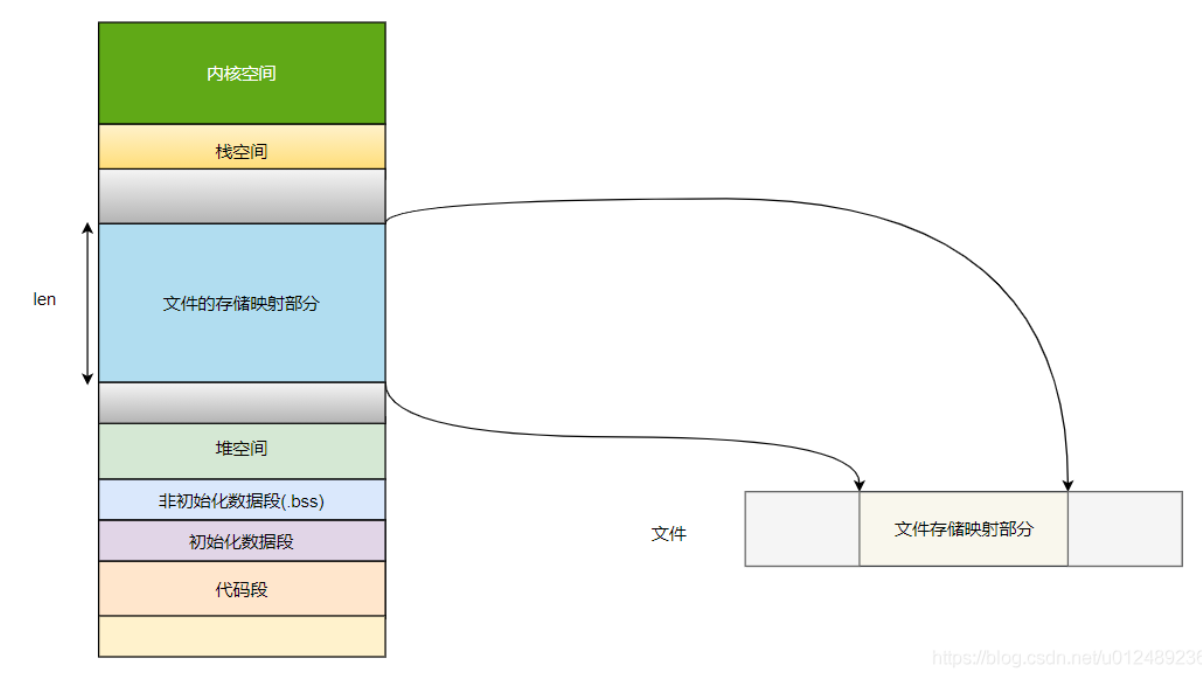 内核空间
栈空间
len
文件的存储映射部分
堆空间
非初始化数据段(.bss)
初始化数据段
代码段
文件
文件存储映射部分
https://blog.csdn.net/u012489236